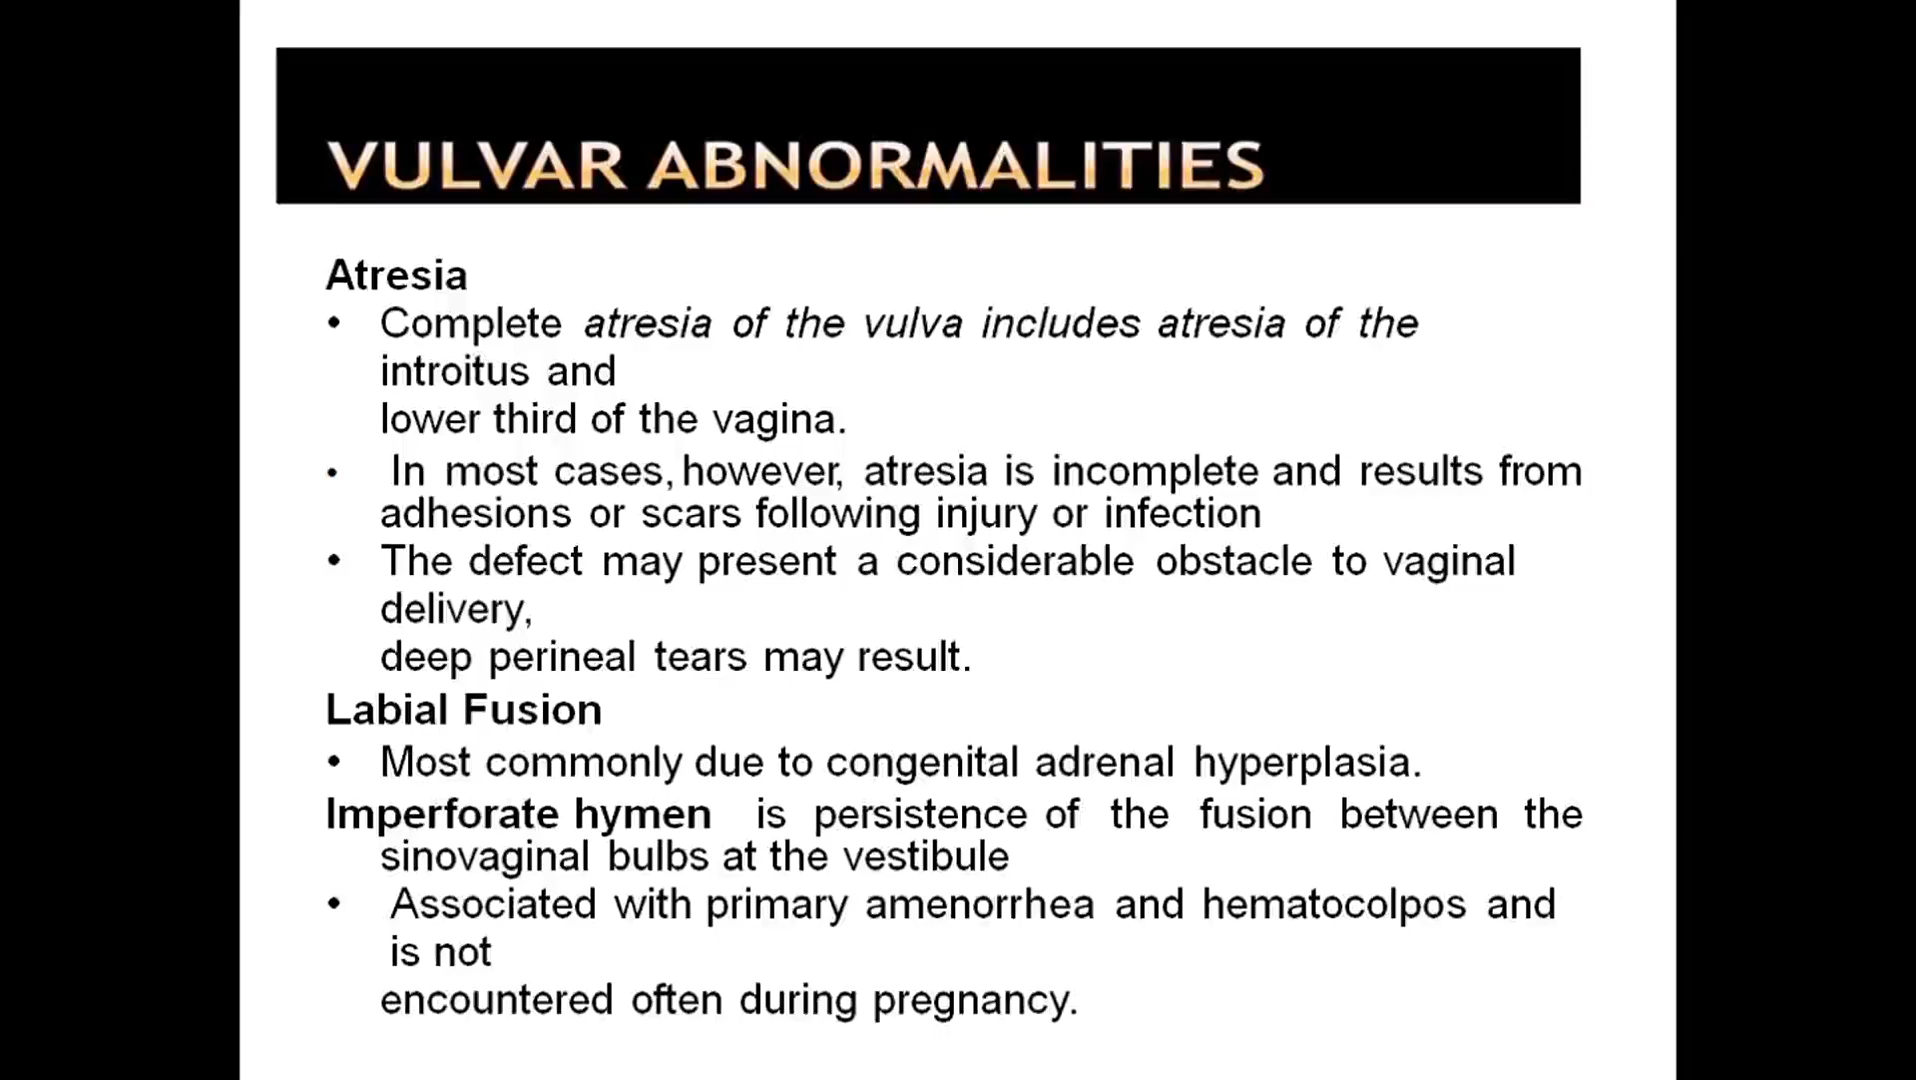 VULVAR ABNORMALITIES
Atresia
• Complete atresia of the vulva includes atresia of the
introitus and
lower third of the vagina.
• In most cases, however, atresia is incomplete and results from
adhesions or scars following injury or infection
• The defect may present a considerable obstacle to vaginal
delivery,
deep perineal tears may result.
Labial Fusion
• Most commonly due to congenital adrenal hyperplasia.
Imperforate hymen is persistence of the fusion between the
sinovaginal bulbs at the vestibule
• Associated with primary amenorrhea and hematocolpos and
is not
encountered often during pregnancy.